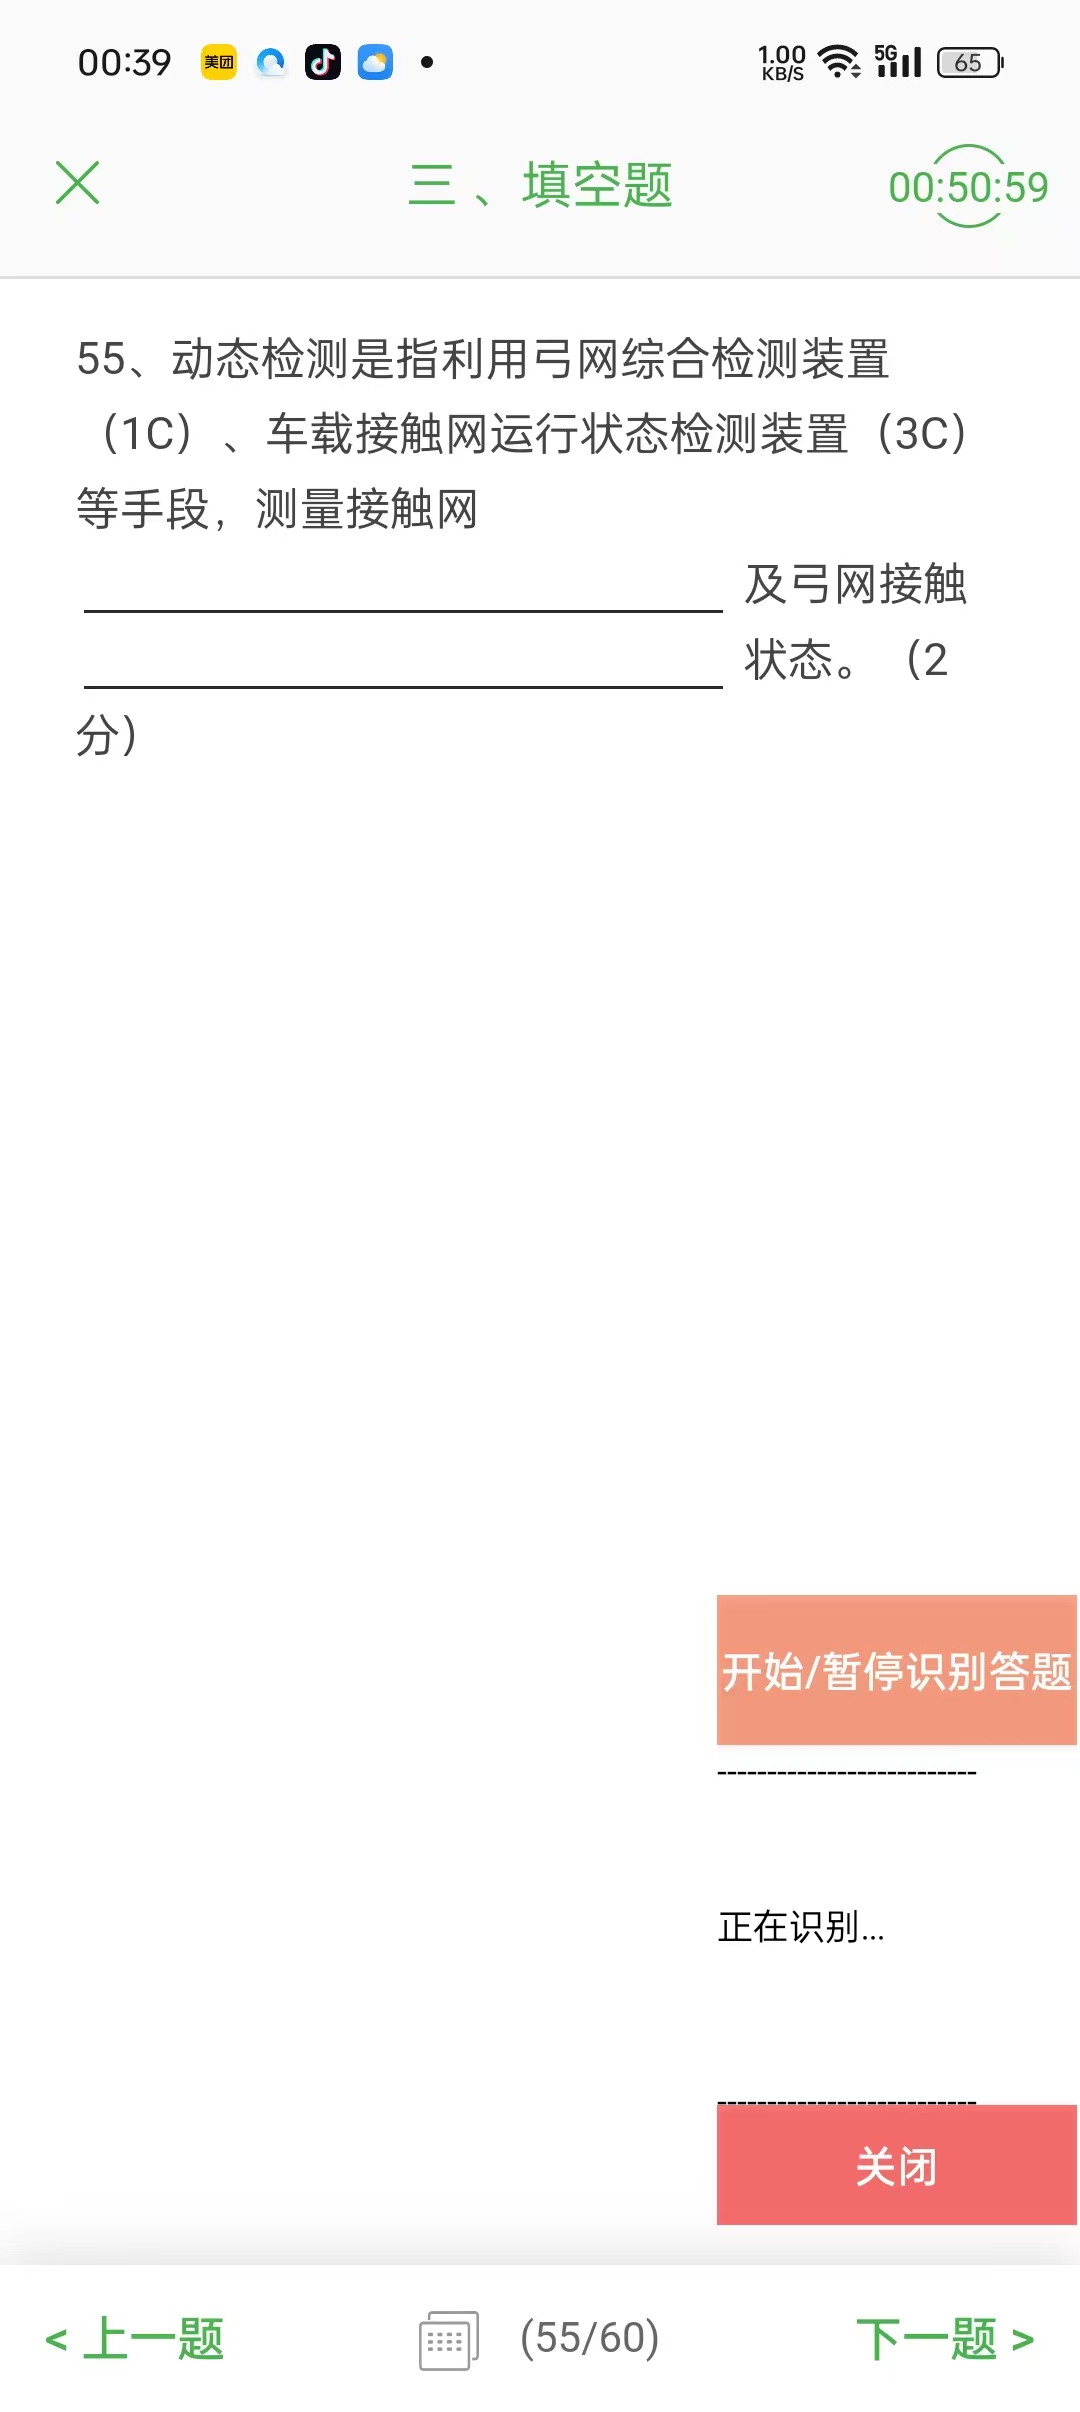 00:39 美团 1.00 KB/S 5G 65
三、填空题 00:50:59
55、动态检测是指利用弓网综合检测装置
（1C）、车载接触网运行状态检测装置（3C）
等手段，测量接触网
及弓网接触
状态。（2
分）
开始/暂停识别答题
--------------------------
正在识别...
--------------------------
关闭
< 上一题 (55/60) 下一题 >